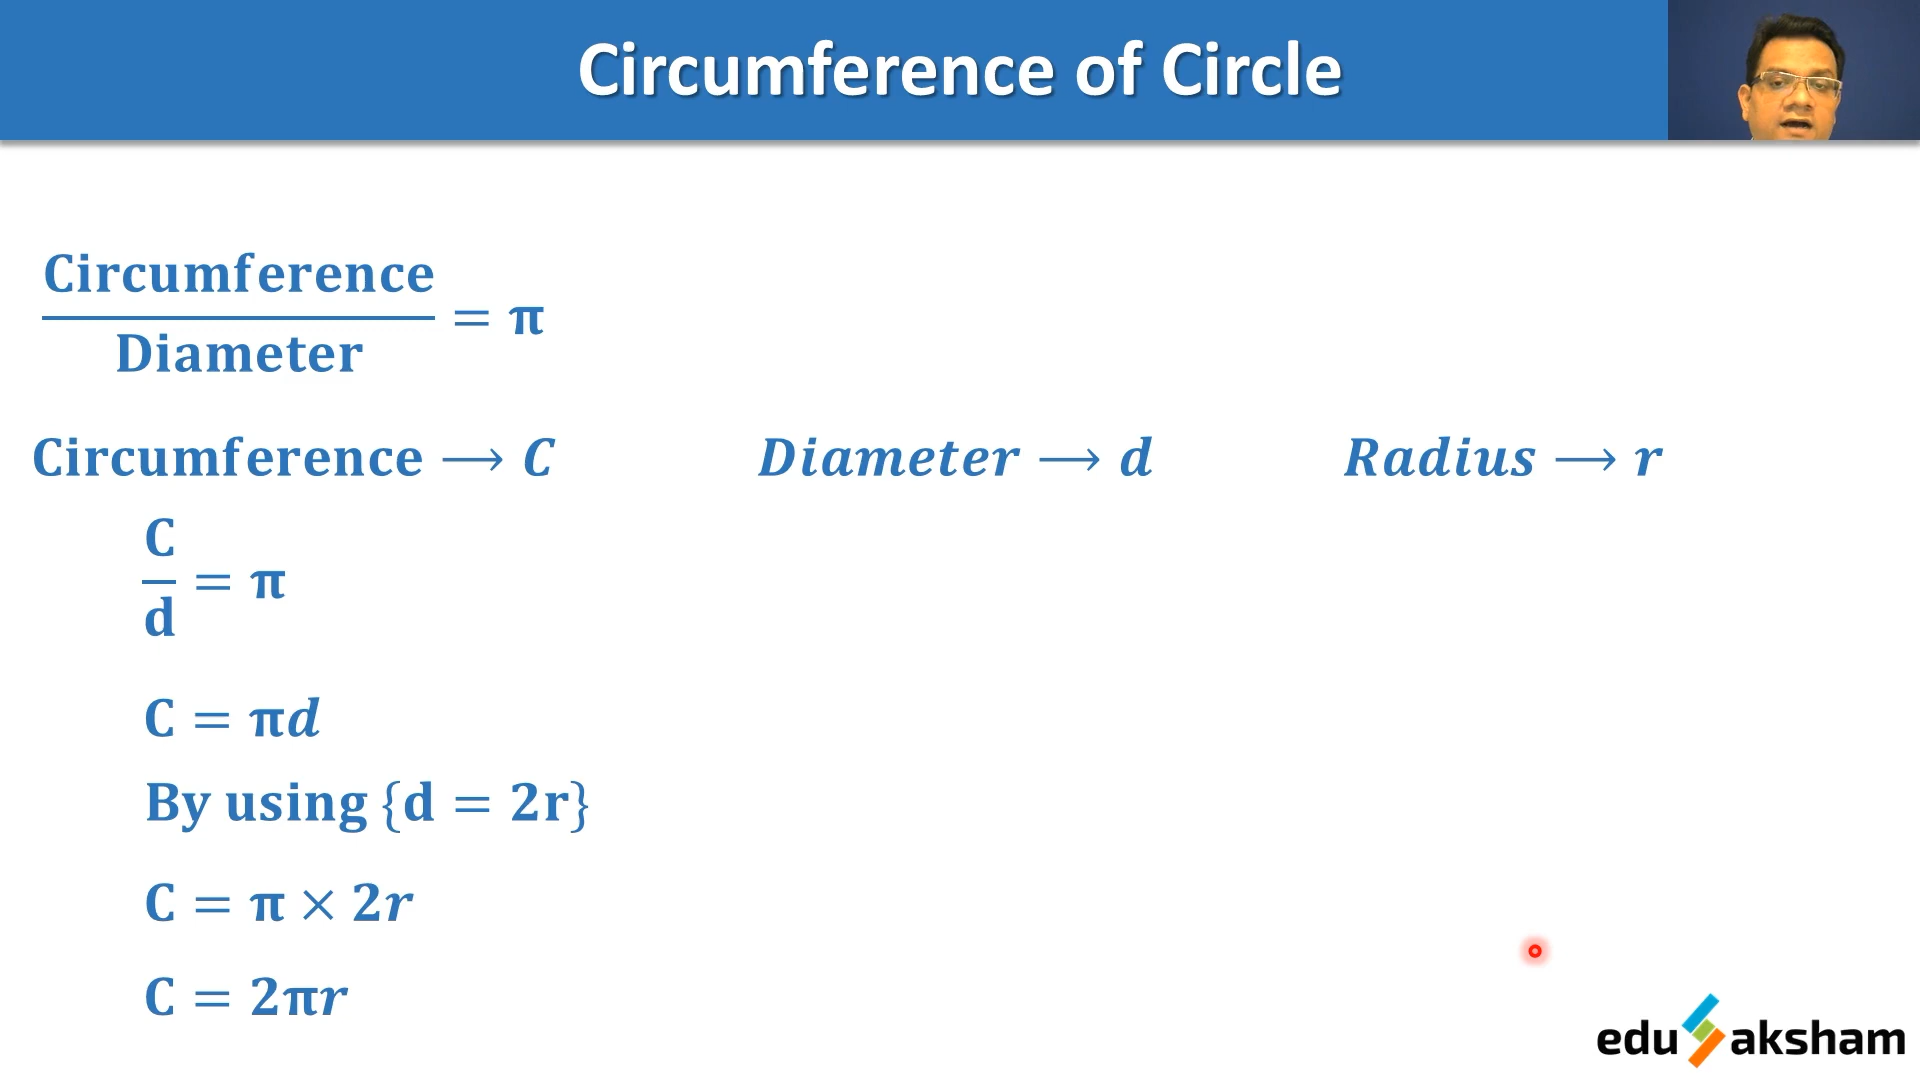 Circumference of Circle
Circumference
Diameter
= π
Circumference ⟶ C
Diameter ⟶ d
Radius ⟶ r
C
d
= π
C = πd
By using {d = 2r}
C = π × 2r
C = 2πr
edu aksham